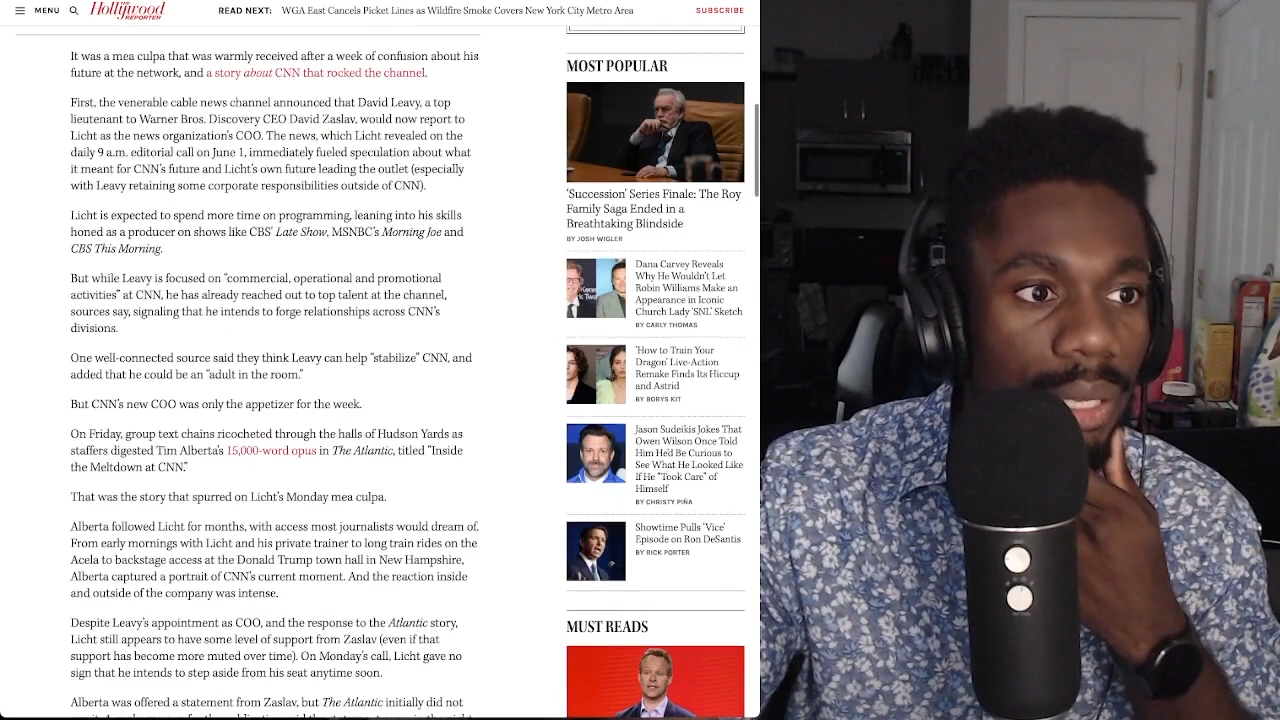 MENU
THE
Hollywood
REPORTER
READ NEXT: WGA East Cancels Picket Lines as Wildfire Smoke Covers New York City Metro Area
SUBSCRIBE
It was a mea culpa that was warmly received after a week of confusion about his
future at the network, and a story about CNN that rocked the channel.
First, the venerable cable news channel announced that David Leavy, a top
lieutenant to Warner Bros. Discovery CEO David Zaslav, would now report to
Licht as the news organization's COO. The news, which Licht revealed on the
daily 9 a.m. editorial call on June 1, immediately fueled speculation about what
it meant for CNN's future and Licht's own future leading the outlet (especially
with Leavy retaining some corporate responsibilities outside of CNN).
Licht is expected to spend more time on programming, leaning into his skills
honed as a producer on shows like CBS' Late Show, MSNBC's Morning Joe and
CBS This Morning.
But while Leavy is focused on "commercial, operational and promotional
activities" at CNN, he has already reached out to top talent at the channel,
sources say, signaling that he intends to forge relationships across CNN's
divisions.
One well-connected source said they think Leavy can help "stabilize" CNN, and
added that he could be an "adult in the room."
But CNN's new COO was only the appetizer for the week.
On Friday, group text chains ricocheted through the halls of Hudson Yards as
staffers digested Tim Alberta's 15,000-word opus in The Atlantic, titled "Inside
the Meltdown at CNN."
That was the story that spurred on Licht's Monday mea culpa.
Alberta followed Licht for months, with access most journalists would dream of.
From early mornings with Licht and his private trainer to long train rides on the
Acela to backstage access at the Donald Trump town hall in New Hampshire,
Alberta captured a portrait of CNN's current moment. And the reaction inside
and outside of the company was intense.
Despite Leavy's appointment as COO, and the response to the Atlantic story,
Licht still appears to have some level of support from Zaslav (even if that
support has become more muted over time). On Monday's call, Licht gave no
sign that he intends to step aside from his seat anytime soon.
Alberta was offered a statement from Zaslav, but The Atlantic initially did not
MOST POPULAR
'Succession' Series Finale: The Roy
Family Saga Ended in a
Breathtaking Blindside
BY JOSH WIGLER
Dana Carvey Reveals
Why He Wouldn't Let
Robin Williams Make an
Appearance in Iconic
Church Lady 'SNL' Sketch
BY CARLY THOMAS
'How to Train Your
Dragon' Live-Action
Remake Finds Its Hiccup
and Astrid
BY BORYS KIT
Jason Sudeikis Jokes That
Owen Wilson Once Told
Him He'd Be Curious to
See What He Looked Like
If He "Took Care" of
Himself
BY CHRISTY PIÑA
Showtime Pulls 'Vice'
Episode on Ron DeSantis
BY RICK PORTER
MUST READS